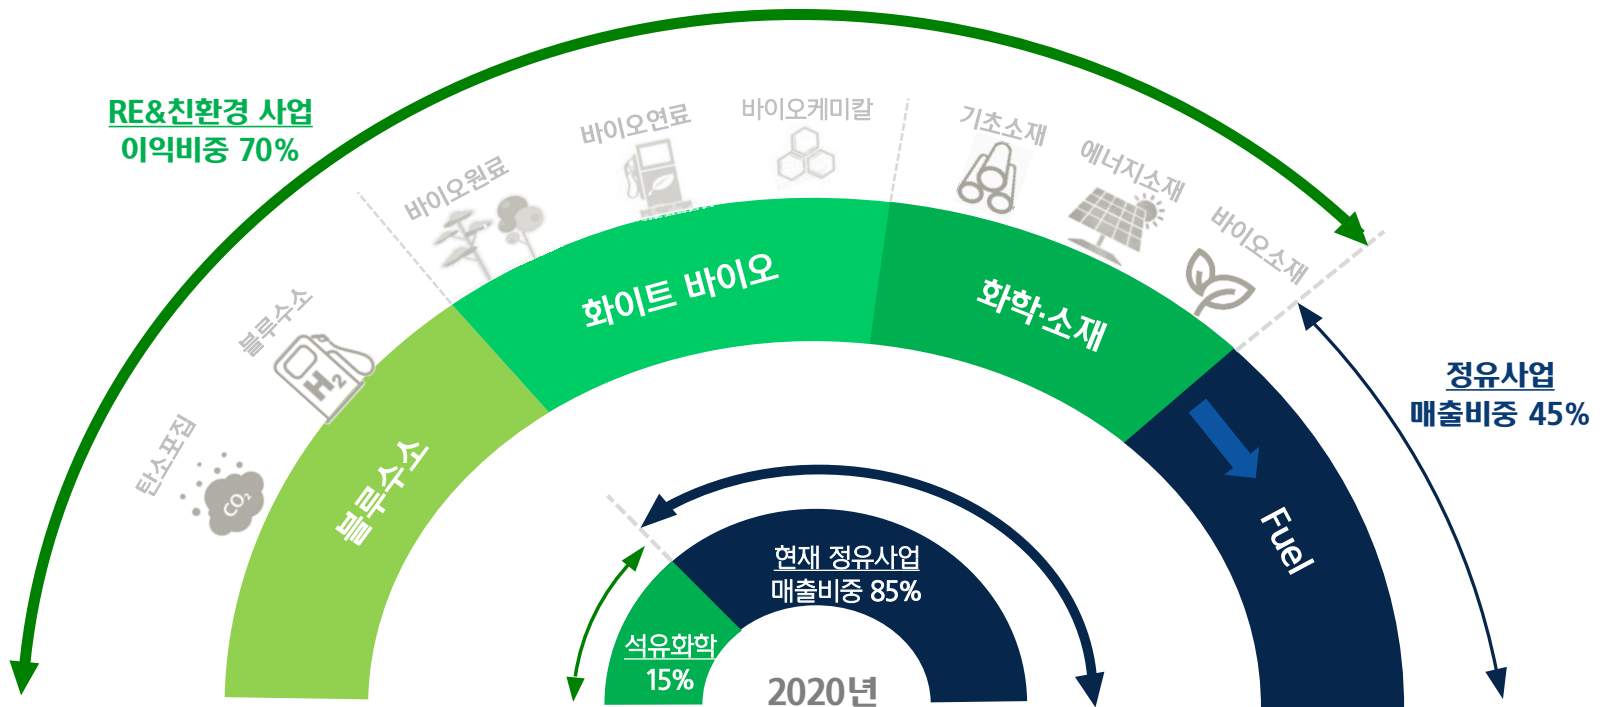 RE&친환경 사업
이익비중 70%
탄소포집
CO₂
블루수소
H₂
바이오원료
바이오연료
바이오케미칼
기초소재
에너지소재
바이오소재
블루수소
화이트 바이오
화학·소재
Fuel
정유사업
매출비중 45%
현재 정유사업
매출비중 85%
석유화학
15%
2020년